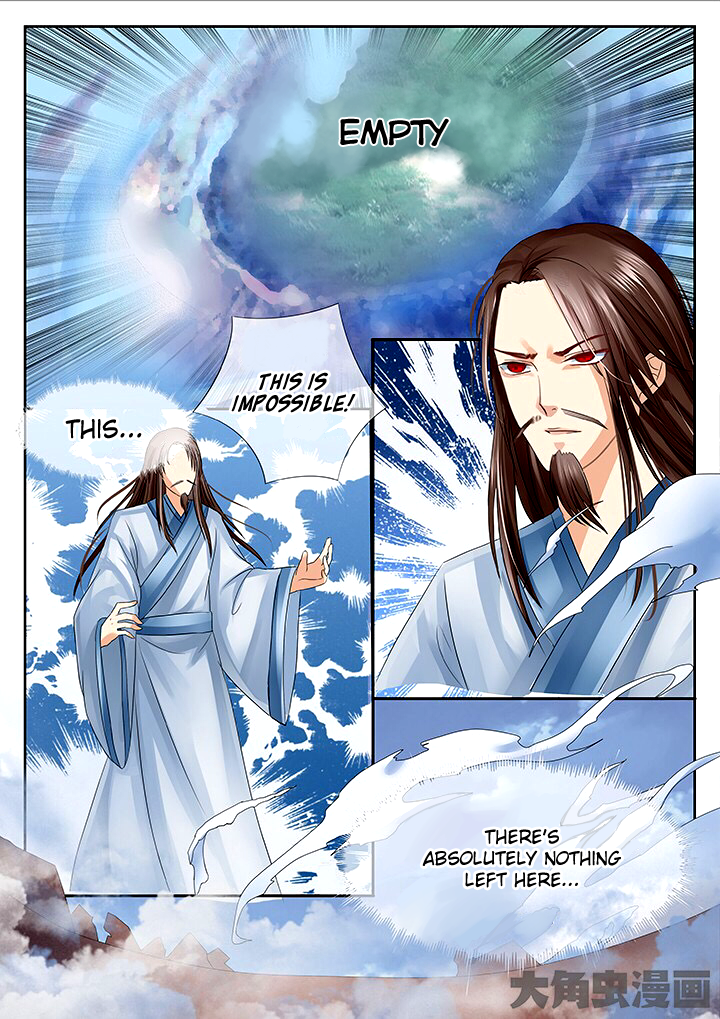 EMPTY
THIS IS
IMPOSSIBLE!
THIS...
THERE'S
ABSOLUTELY NOTHING
LEFT HERE...
大角虫漫画